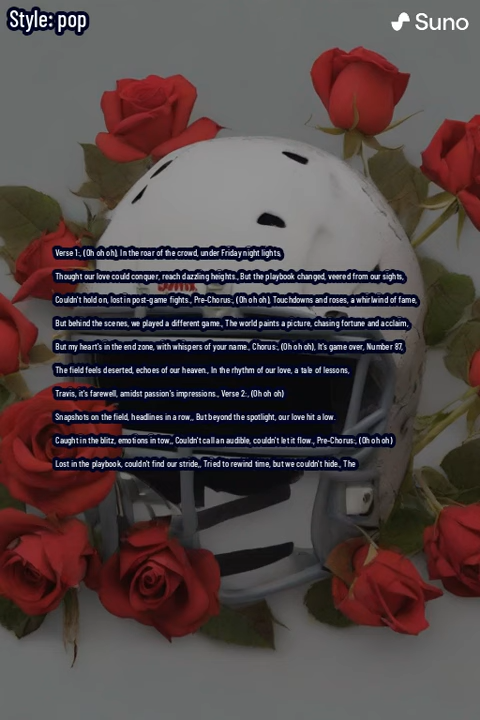 Style: pop
Suno
Verse 1:, (Oh oh oh), In the roar of the crowd, under Friday night lights,
Thought our love could conquer, reach dazzling heights., But the playbook changed, veered from our sights,
Couldn't hold on, lost in post-game fights., Pre-Chorus:, (Oh oh oh), Touchdowns and roses, a whirlwind of fame,
But behind the scenes, we played a different game., The world paints a picture, chasing fortune and acclaim,
But my heart's in the end zone, with whispers of your name., Chorus:, (Oh oh oh), It's game over, Number 87,
The field feels deserted, echoes of our heaven., In the rhythm of our love, a tale of lessons,
Travis, it's farewell, amidst passion's impressions., Verse 2:, (Oh oh oh)
Snapshots on the field, headlines in a row,, But beyond the spotlight, our love hit a low.
Caught in the blitz, emotions in tow,, Couldn't call an audible, couldn't let it flow., Pre-Chorus:, (Oh oh oh)
Lost in the playbook, couldn't find our stride,, Tried to rewind time, but we couldn't hide., The